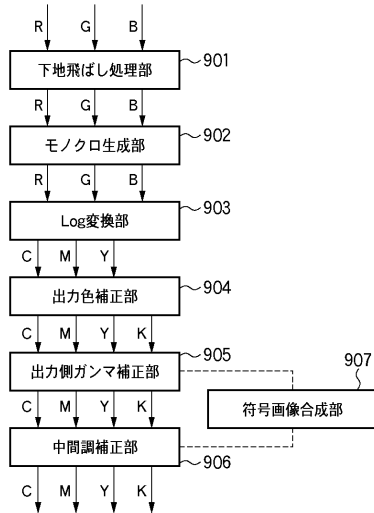 R G B
下地飛ばし処理部 901
R G B
モノクロ生成部 902
R G B
Log変換部 903
C M Y
出力色補正部 904
C M Y K
出力側ガンマ補正部 905
907
符号画像合成部
C M Y K
中間調補正部 906
C M Y K